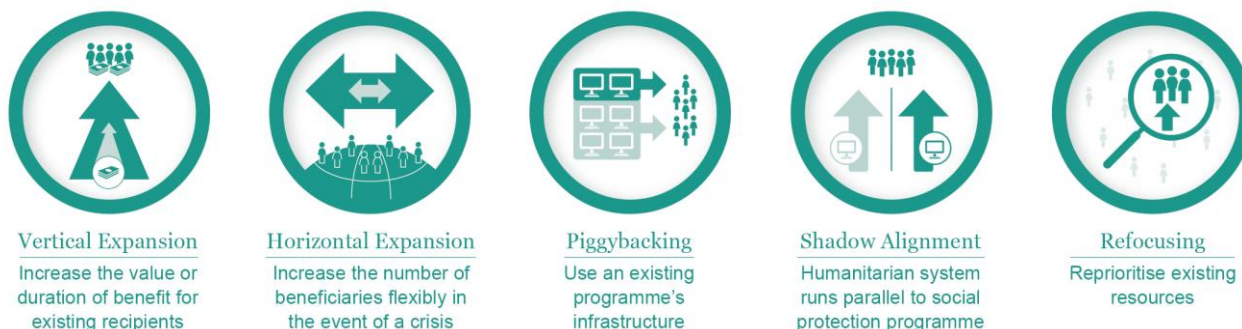 Vertical Expansion
Increase the value or
duration of benefit for
existing recipients
Horizontal Expansion
Increase the number of
beneficiaries flexibly in
the event of a crisis
Piggybacking
Use an existing
programme's
infrastructure
Shadow Alignment
Humanitarian system
runs parallel to social
protection programme
Refocusing
Reprioritise existing
resources